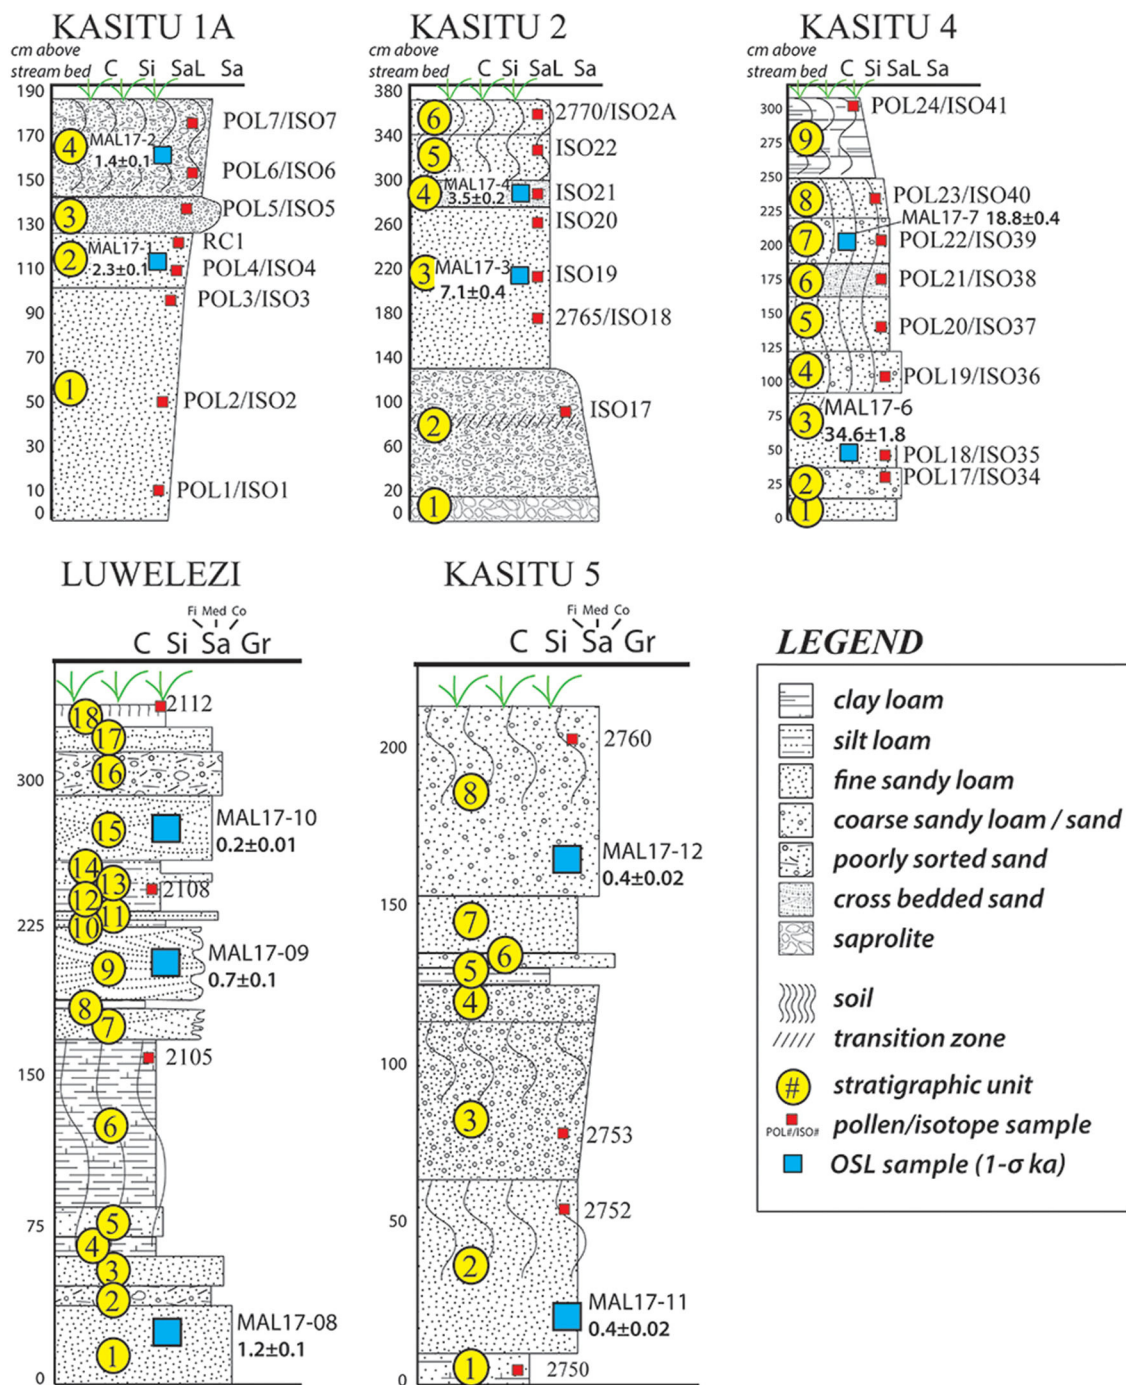 KASITU 1A
cm above
stream bed C Si SaL Sa
190
170
150
130
110
90
70
50
30
10
0
4
MAL17-2
1.4±0.1
3
2
MAL17-1
2.3±0.1
1
POL7/ISO7
POL6/ISO6
POL5/ISO5
RC1
POL4/ISO4
POL3/ISO3
POL2/ISO2
POL1/ISO1
KASITU 2
cm above
stream bed C Si SaL Sa
380
340
300
260
220
180
140
100
60
20
0
6
5
4
MAL17-4
3.5±0.2
3
MAL17-3
7.1±0.4
2
1
2770/ISO2A
ISO22
ISO21
ISO20
ISO19
2765/ISO18
ISO17
KASITU 4
cm above
stream bed C Si SaL Sa
300
275
250
225
200
175
150
125
100
75
50
25
0
9
8
7
6
5
4
3
MAL17-6
34.6±1.8
2
1
POL24/ISO41
POL23/ISO40
MAL17-7 18.8±0.4
POL22/ISO39
POL21/ISO38
POL20/ISO37
POL19/ISO36
POL18/ISO35
POL17/ISO34
LUWELEZI
Fi Med Co
C Si Sa Gr
300
225
150
75
0
18
17
16
15
14
13
12
11
10
9
8
7
6
5
4
3
2
1
2112
MAL17-10
0.2±0.01
2108
MAL17-09
0.7±0.1
2105
MAL17-08
1.2±0.1
KASITU 5
Fi Med Co
C Si Sa Gr
200
150
100
50
0
8
7
6
5
4
3
2
1
2760
MAL17-12
0.4±0.02
2753
2752
MAL17-11
0.4±0.02
2750
LEGEND
clay loam
silt loam
fine sandy loam
coarse sandy loam / sand
poorly sorted sand
cross bedded sand
saprolite
soil
transition zone
# stratigraphic unit
POL#/ISO# pollen/isotope sample
OSL sample (1-σ ka)